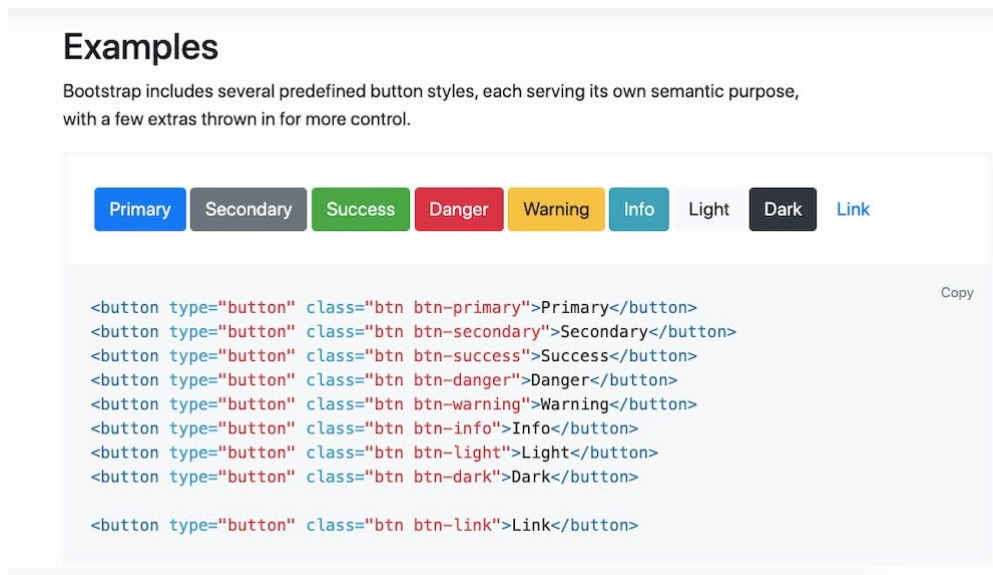 Examples
Bootstrap includes several predefined button styles, each serving its own semantic purpose,
with a few extras thrown in for more control.
Primary Secondary Success Danger Warning Info Light Dark Link
Copy
<button type="button" class="btn btn-primary">Primary</button>
<button type="button" class="btn btn-secondary">Secondary</button>
<button type="button" class="btn btn-success">Success</button>
<button type="button" class="btn btn-danger">Danger</button>
<button type="button" class="btn btn-warning">Warning</button>
<button type="button" class="btn btn-info">Info</button>
<button type="button" class="btn btn-light">Light</button>
<button type="button" class="btn btn-dark">Dark</button>
<button type="button" class="btn btn-link">Link</button>